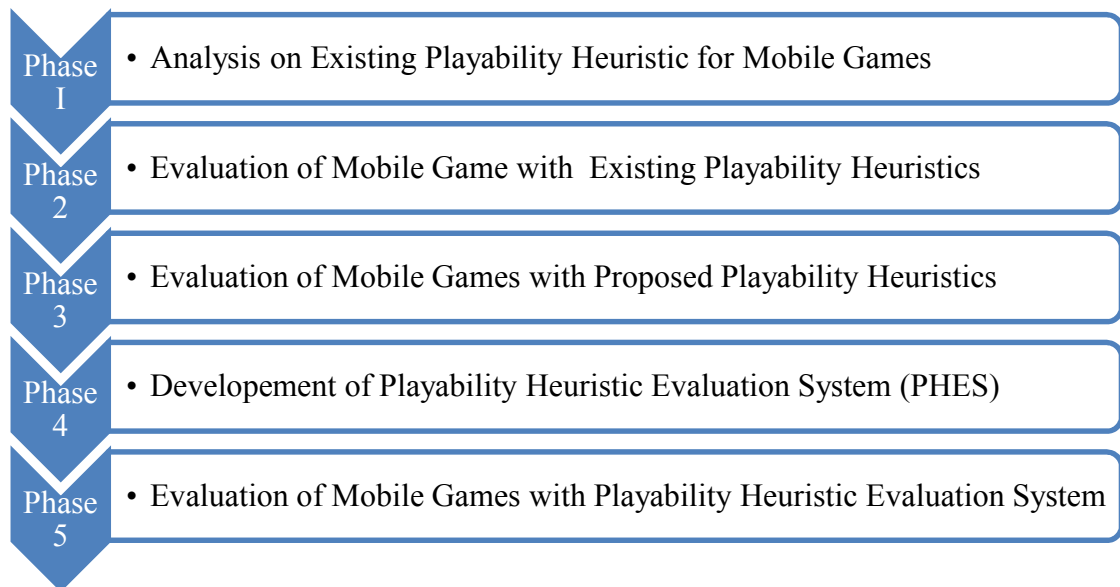 Phase I
• Analysis on Existing Playability Heuristic for Mobile Games
Phase 2
• Evaluation of Mobile Game with  Existing Playability Heuristics
Phase 3
• Evaluation of Mobile Games with Proposed Playability Heuristics
Phase 4
• Developement of Playability Heuristic Evaluation System (PHES)
Phase 5
• Evaluation of Mobile Games with Playability Heuristic Evaluation System